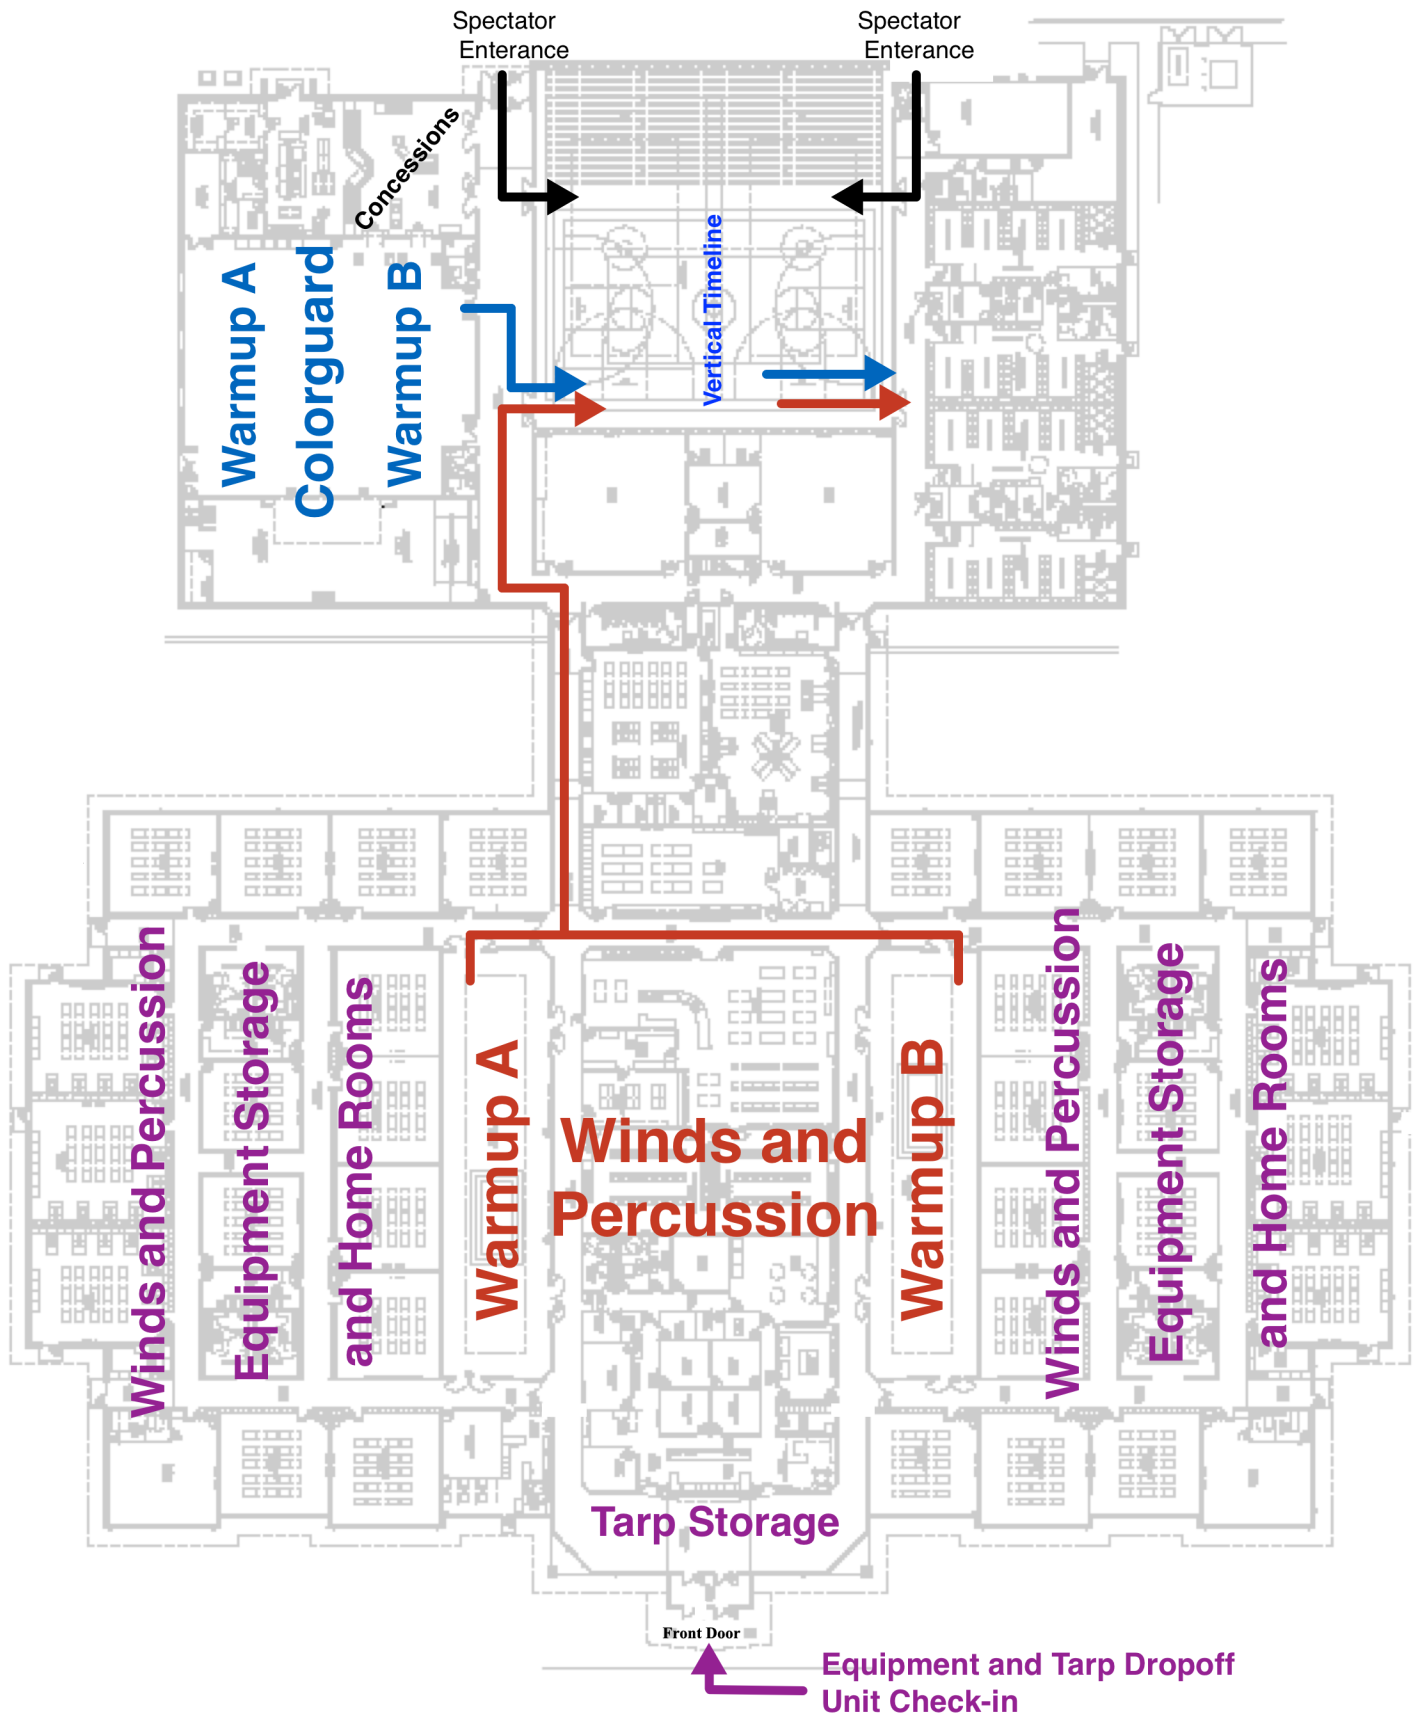 Spectator
Enterance
Spectator
Enterance
Concessions
Warmup A
Colorguard
Warmup B
Vertical Timeline
Winds and Percussion
Equipment Storage
and Home Rooms
Warmup A
Winds and
Percussion
Warmup B
Winds and Percussion
Equipment Storage
and Home Rooms
Tarp Storage
Front Door
Equipment and Tarp Dropoff
Unit Check-in